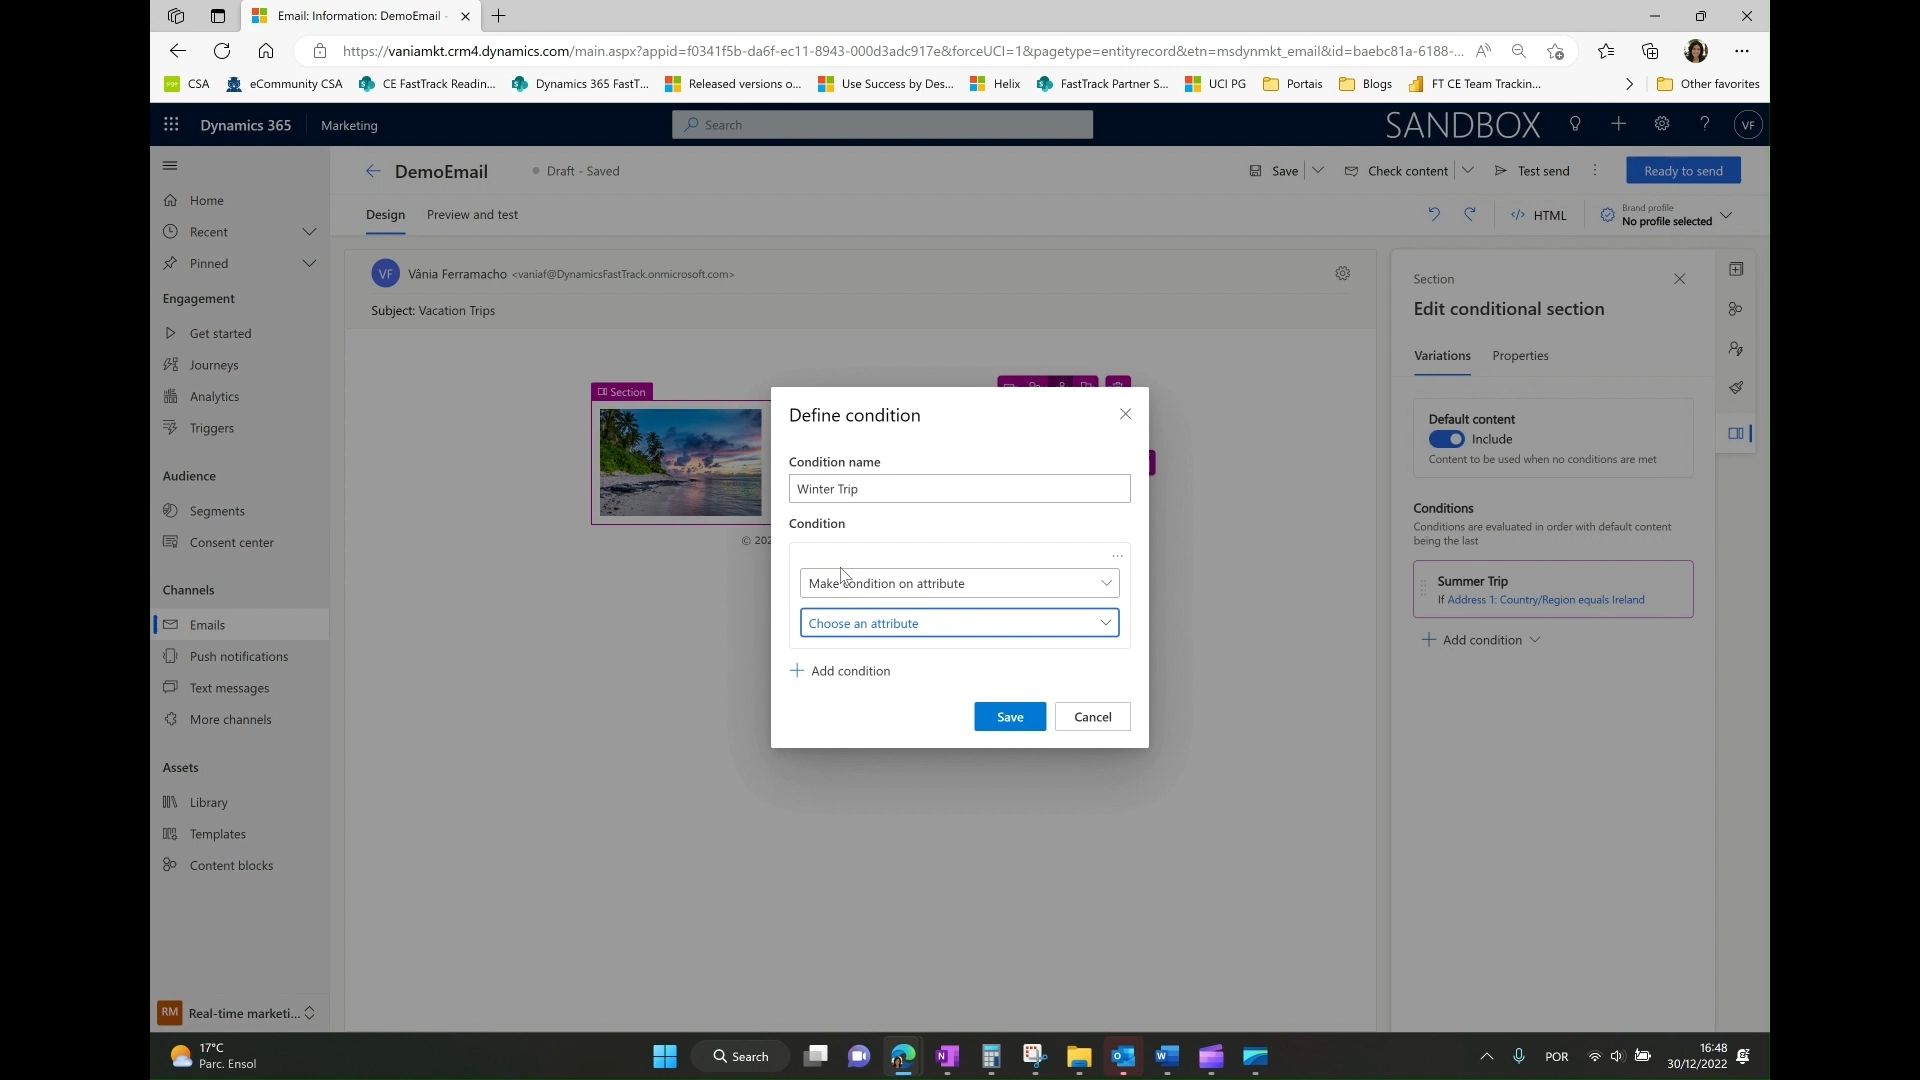 Email: Information: DemoEmail -
https://vaniamkt.crm4.dynamics.com/main.aspx?appid=f0341f5b-da6f-ec11-8943-000d3adc917e&forceUCI=1&pagetype=entityrecord&etn=msdynmkt_email&id=baebc81a-6188-...
CSA
eCommunity CSA
CE FastTrack Readin...
Dynamics 365 FastT...
Released versions o...
Use Success by Des...
Helix
FastTrack Partner S...
UCI PG
Portais
Blogs
FT CE Team Trackin...
Other favorites
Dynamics 365
Marketing
Search
SANDBOX
VF
DemoEmail
Draft - Saved
Save
Check content
Test send
Ready to send
Design
Preview and test
HTML
Brand profile
No profile selected
Home
Recent
Pinned
Engagement
Get started
Journeys
Analytics
Triggers
Audience
Segments
Consent center
Channels
Emails
Push notifications
Text messages
More channels
Assets
Library
Templates
Content blocks
RM
Real-time marketi...
VF
Vânia Ferramacho <vaniaf@DynamicsFastTrack.onmicrosoft.com>
Subject: Vacation Trips
Section
© 202
Define condition
Condition name
Winter Trip
Condition
Make condition on attribute
Choose an attribute
Add condition
Save
Cancel
Section
Edit conditional section
Variations
Properties
Default content
Include
Content to be used when no conditions are met
Conditions
Conditions are evaluated in order with default content
being the last
Summer Trip
If Address 1: Country/Region equals Ireland
Add condition
17°C
Parc. Ensol
Search
POR
16:48
30/12/2022